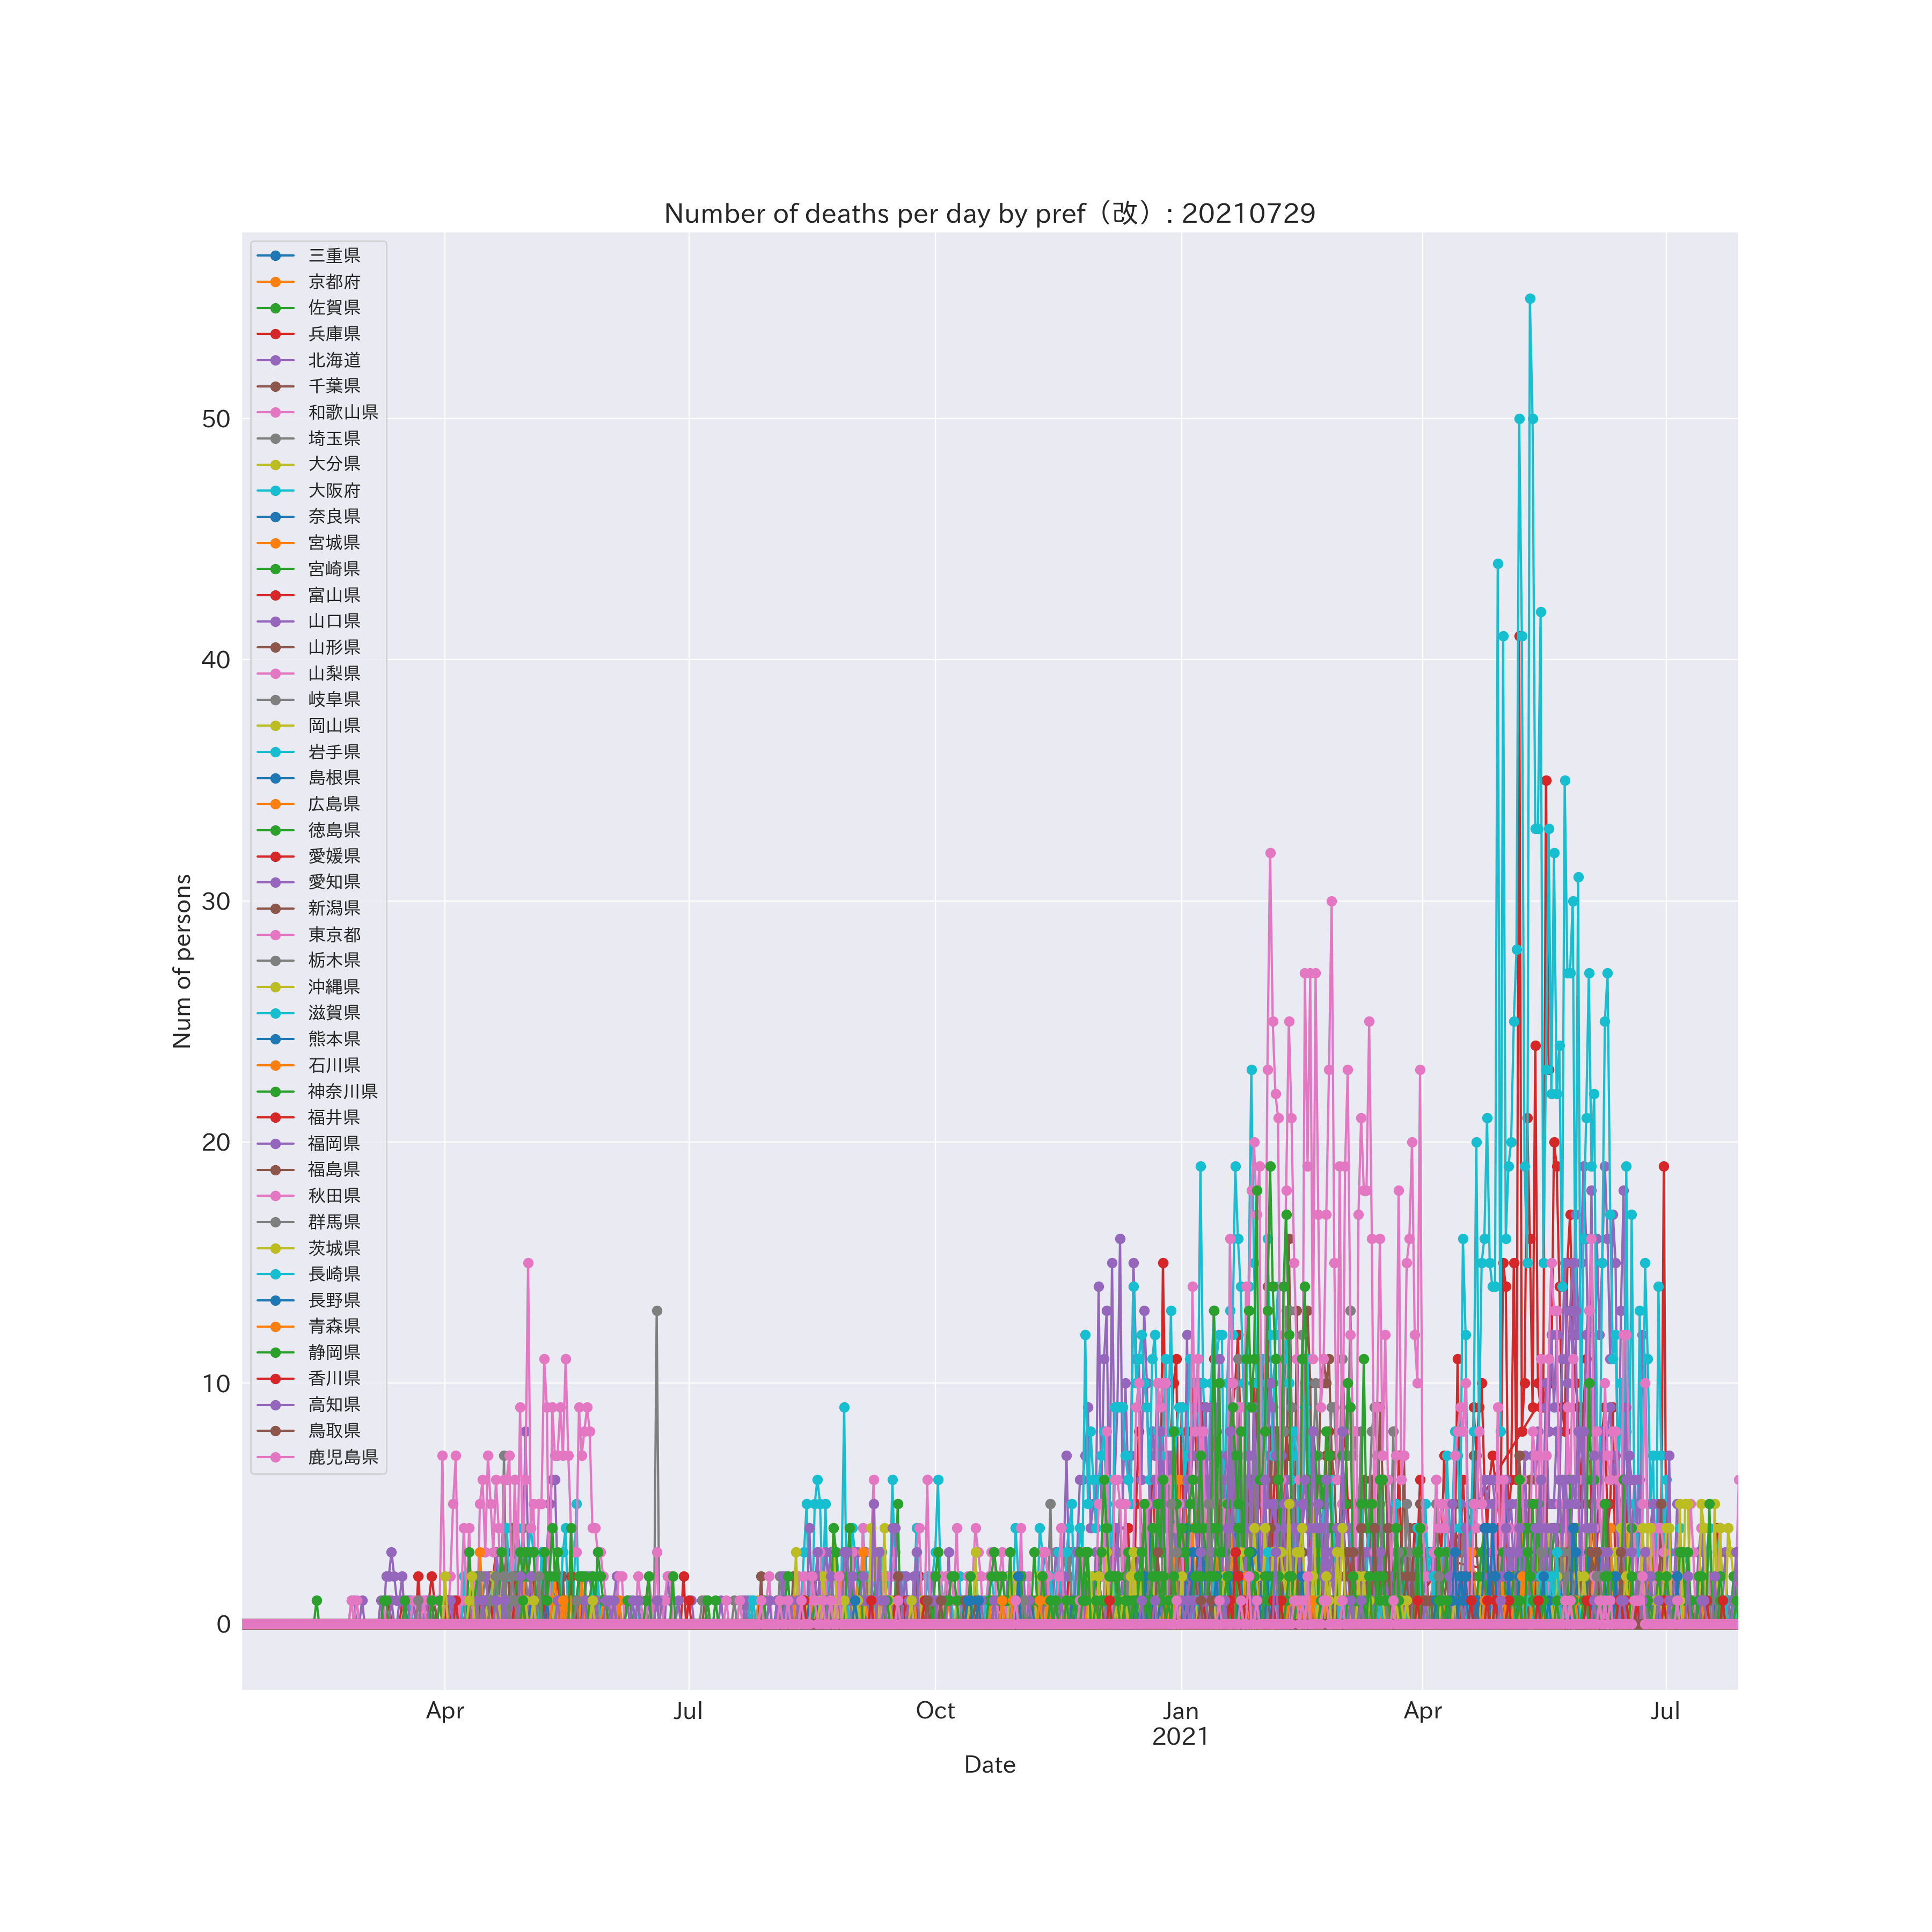 Number of deaths per day by pref（改）: 20210729
三重県
京都府
佐賀県
兵庫県
北海道
千葉県
和歌山県
埼玉県
大分県
大阪府
奈良県
宮城県
宮崎県
富山県
山口県
山形県
山梨県
岐阜県
岡山県
岩手県
島根県
広島県
徳島県
愛媛県
愛知県
新潟県
東京都
栃木県
沖縄県
滋賀県
熊本県
石川県
神奈川県
福井県
福岡県
福島県
秋田県
群馬県
茨城県
長崎県
長野県
青森県
静岡県
香川県
高知県
鳥取県
鹿児島県
50
40
30
20
10
0
Num of persons
Apr Jul Oct Jan Apr Jul
2021
Date